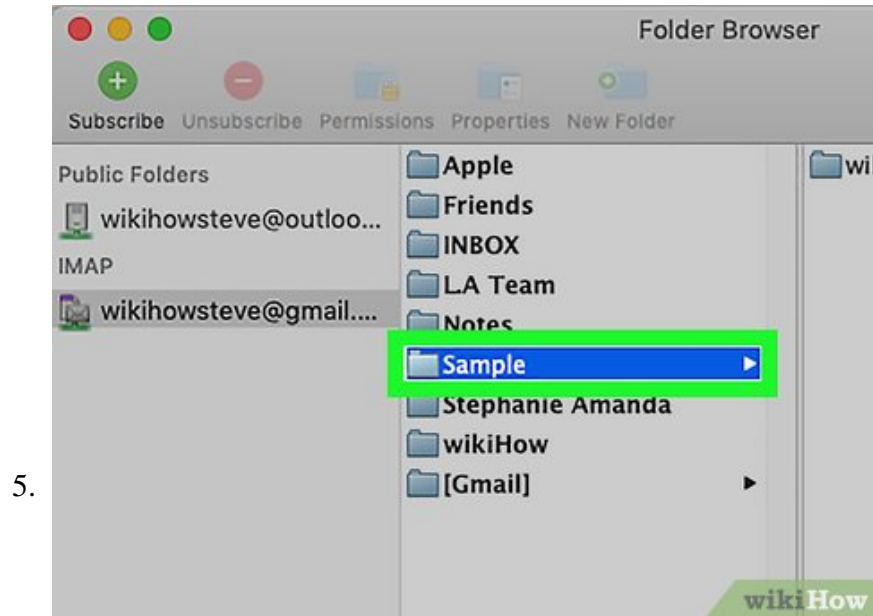 Folder Browser
Subscribe Unsubscribe Permissions Properties New Folder
Public Folders
wikihowsteve@outloo...
IMAP
wikihowsteve@gmail....
Apple
Friends
INBOX
L.A Team
Notes
Sample
Stephanie Amanda
wikiHow
[Gmail]
wi
5.
wikiHow